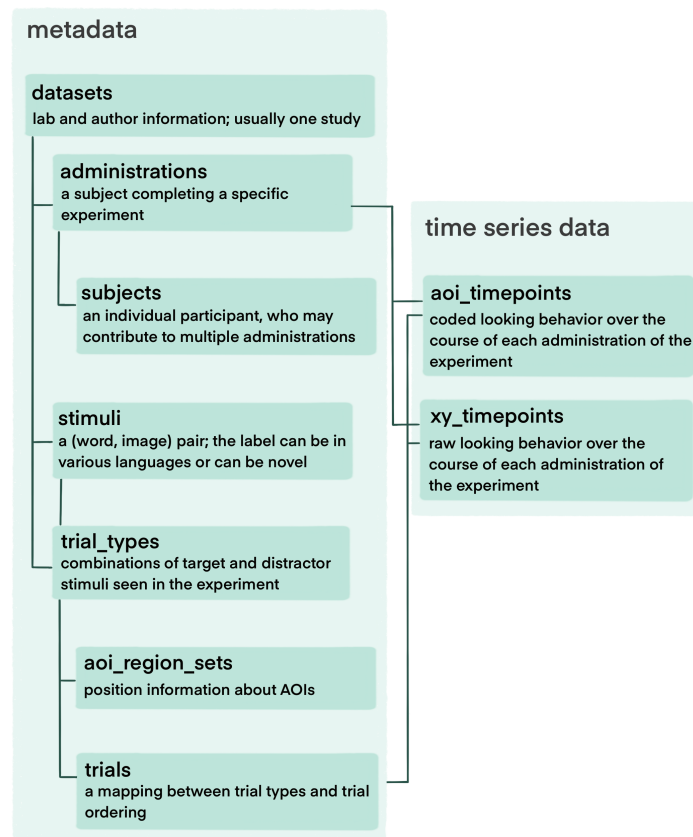 metadata
datasets
lab and author information; usually one study
administrations
a subject completing a specific
experiment
subjects
an individual participant, who may
contribute to multiple administrations
stimuli
a (word, image) pair; the label can be in
various languages or can be novel
trial_types
combinations of target and distractor
stimuli seen in the experiment
aoi_region_sets
position information about AOIs
trials
a mapping between trial types and trial
ordering
time series data
aoi_timepoints
coded looking behavior over the
course of each administration of the
experiment
xy_timepoints
raw looking behavior over the
course of each administration of
the experiment